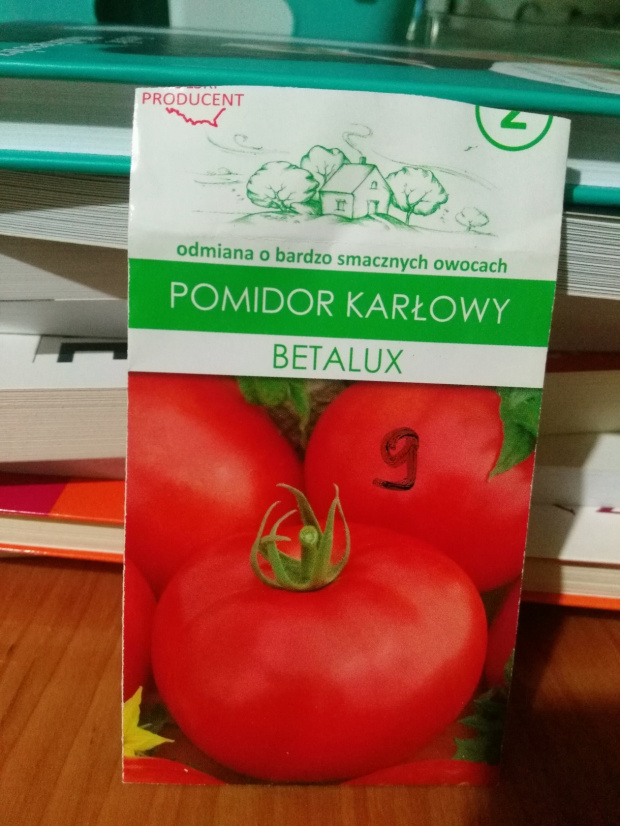 PRODUCENT
2
odmiana o bardzo smacznych owocach
POMIDOR KARŁOWY
BETALUX
9